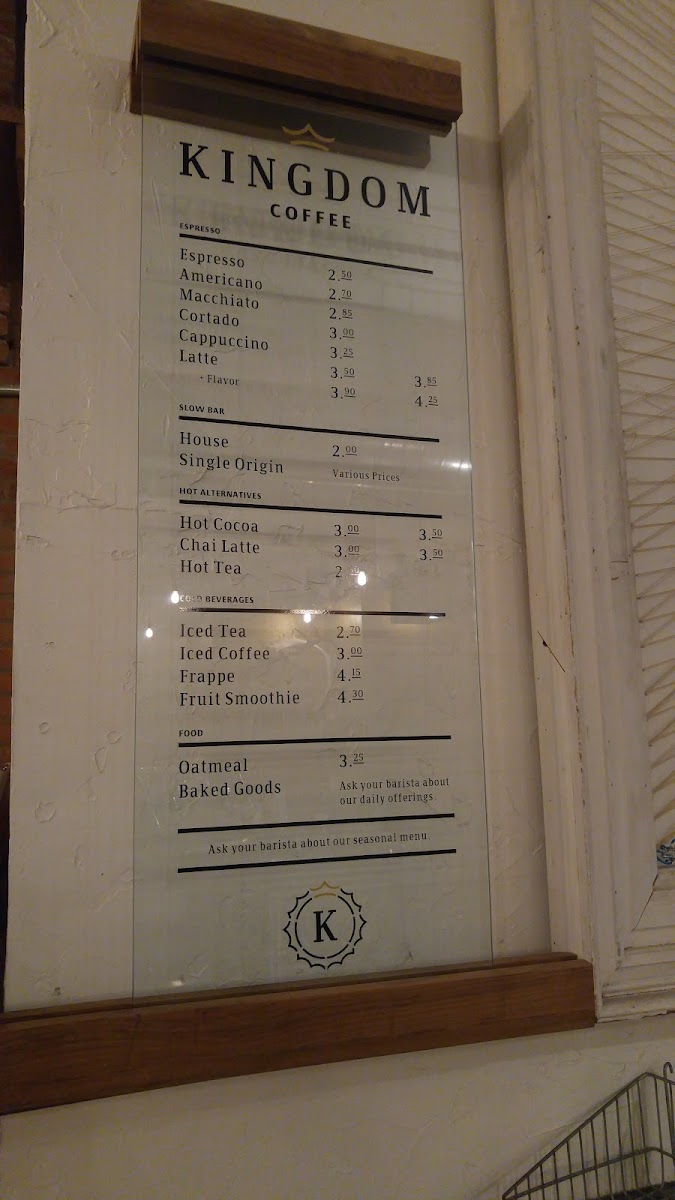 KINGDOM
COFFEE
ESPRESSO
Espresso 2.50
Americano 2.70
Macchiato 2.85
Cortado 3.00
Cappuccino 3.25
Latte 3.50 3.85
+ Flavor 3.90 4.25
SLOW BAR
House 2.00
Single Origin Various Prices
HOT ALTERNATIVES
Hot Cocoa 3.00 3.50
Chai Latte 3.00 3.50
Hot Tea
COLD BEVERAGES
Iced Tea 2.70
Iced Coffee 3.00
Frappe 4.15
Fruit Smoothie 4.30
FOOD
Oatmeal 3.25
Baked Goods Ask your barista about
our daily offerings.
Ask your barista about our seasonal menu.
K